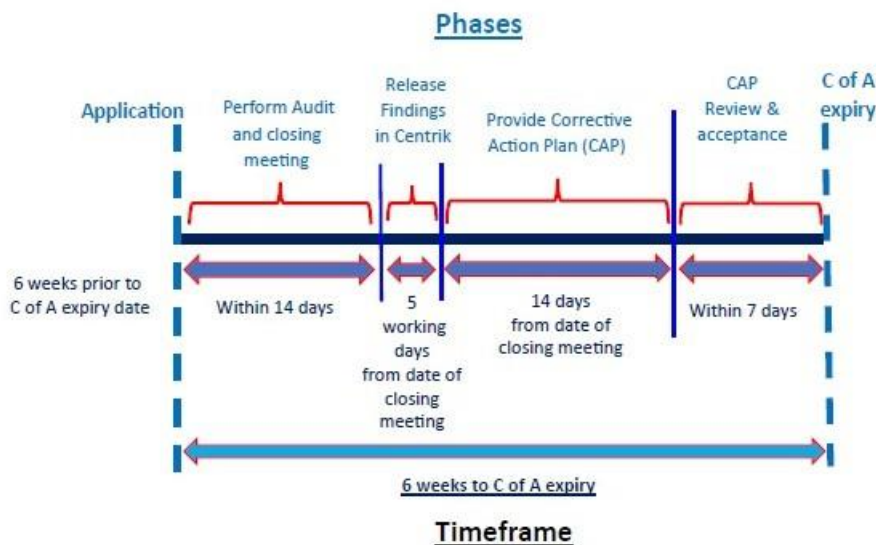 Phases
Application
Perform Audit
and closing
meeting
Release
Findings
in Centrik
Provide Corrective
Action Plan (CAP)
CAP
Review &
acceptance
C of A
expiry
6 weeks prior to
C of A expiry date
Within 14 days
5
working
days
from date of
closing
meeting
14 days
from date of
closing meeting
Within 7 days
6 weeks to C of A expiry
Timeframe